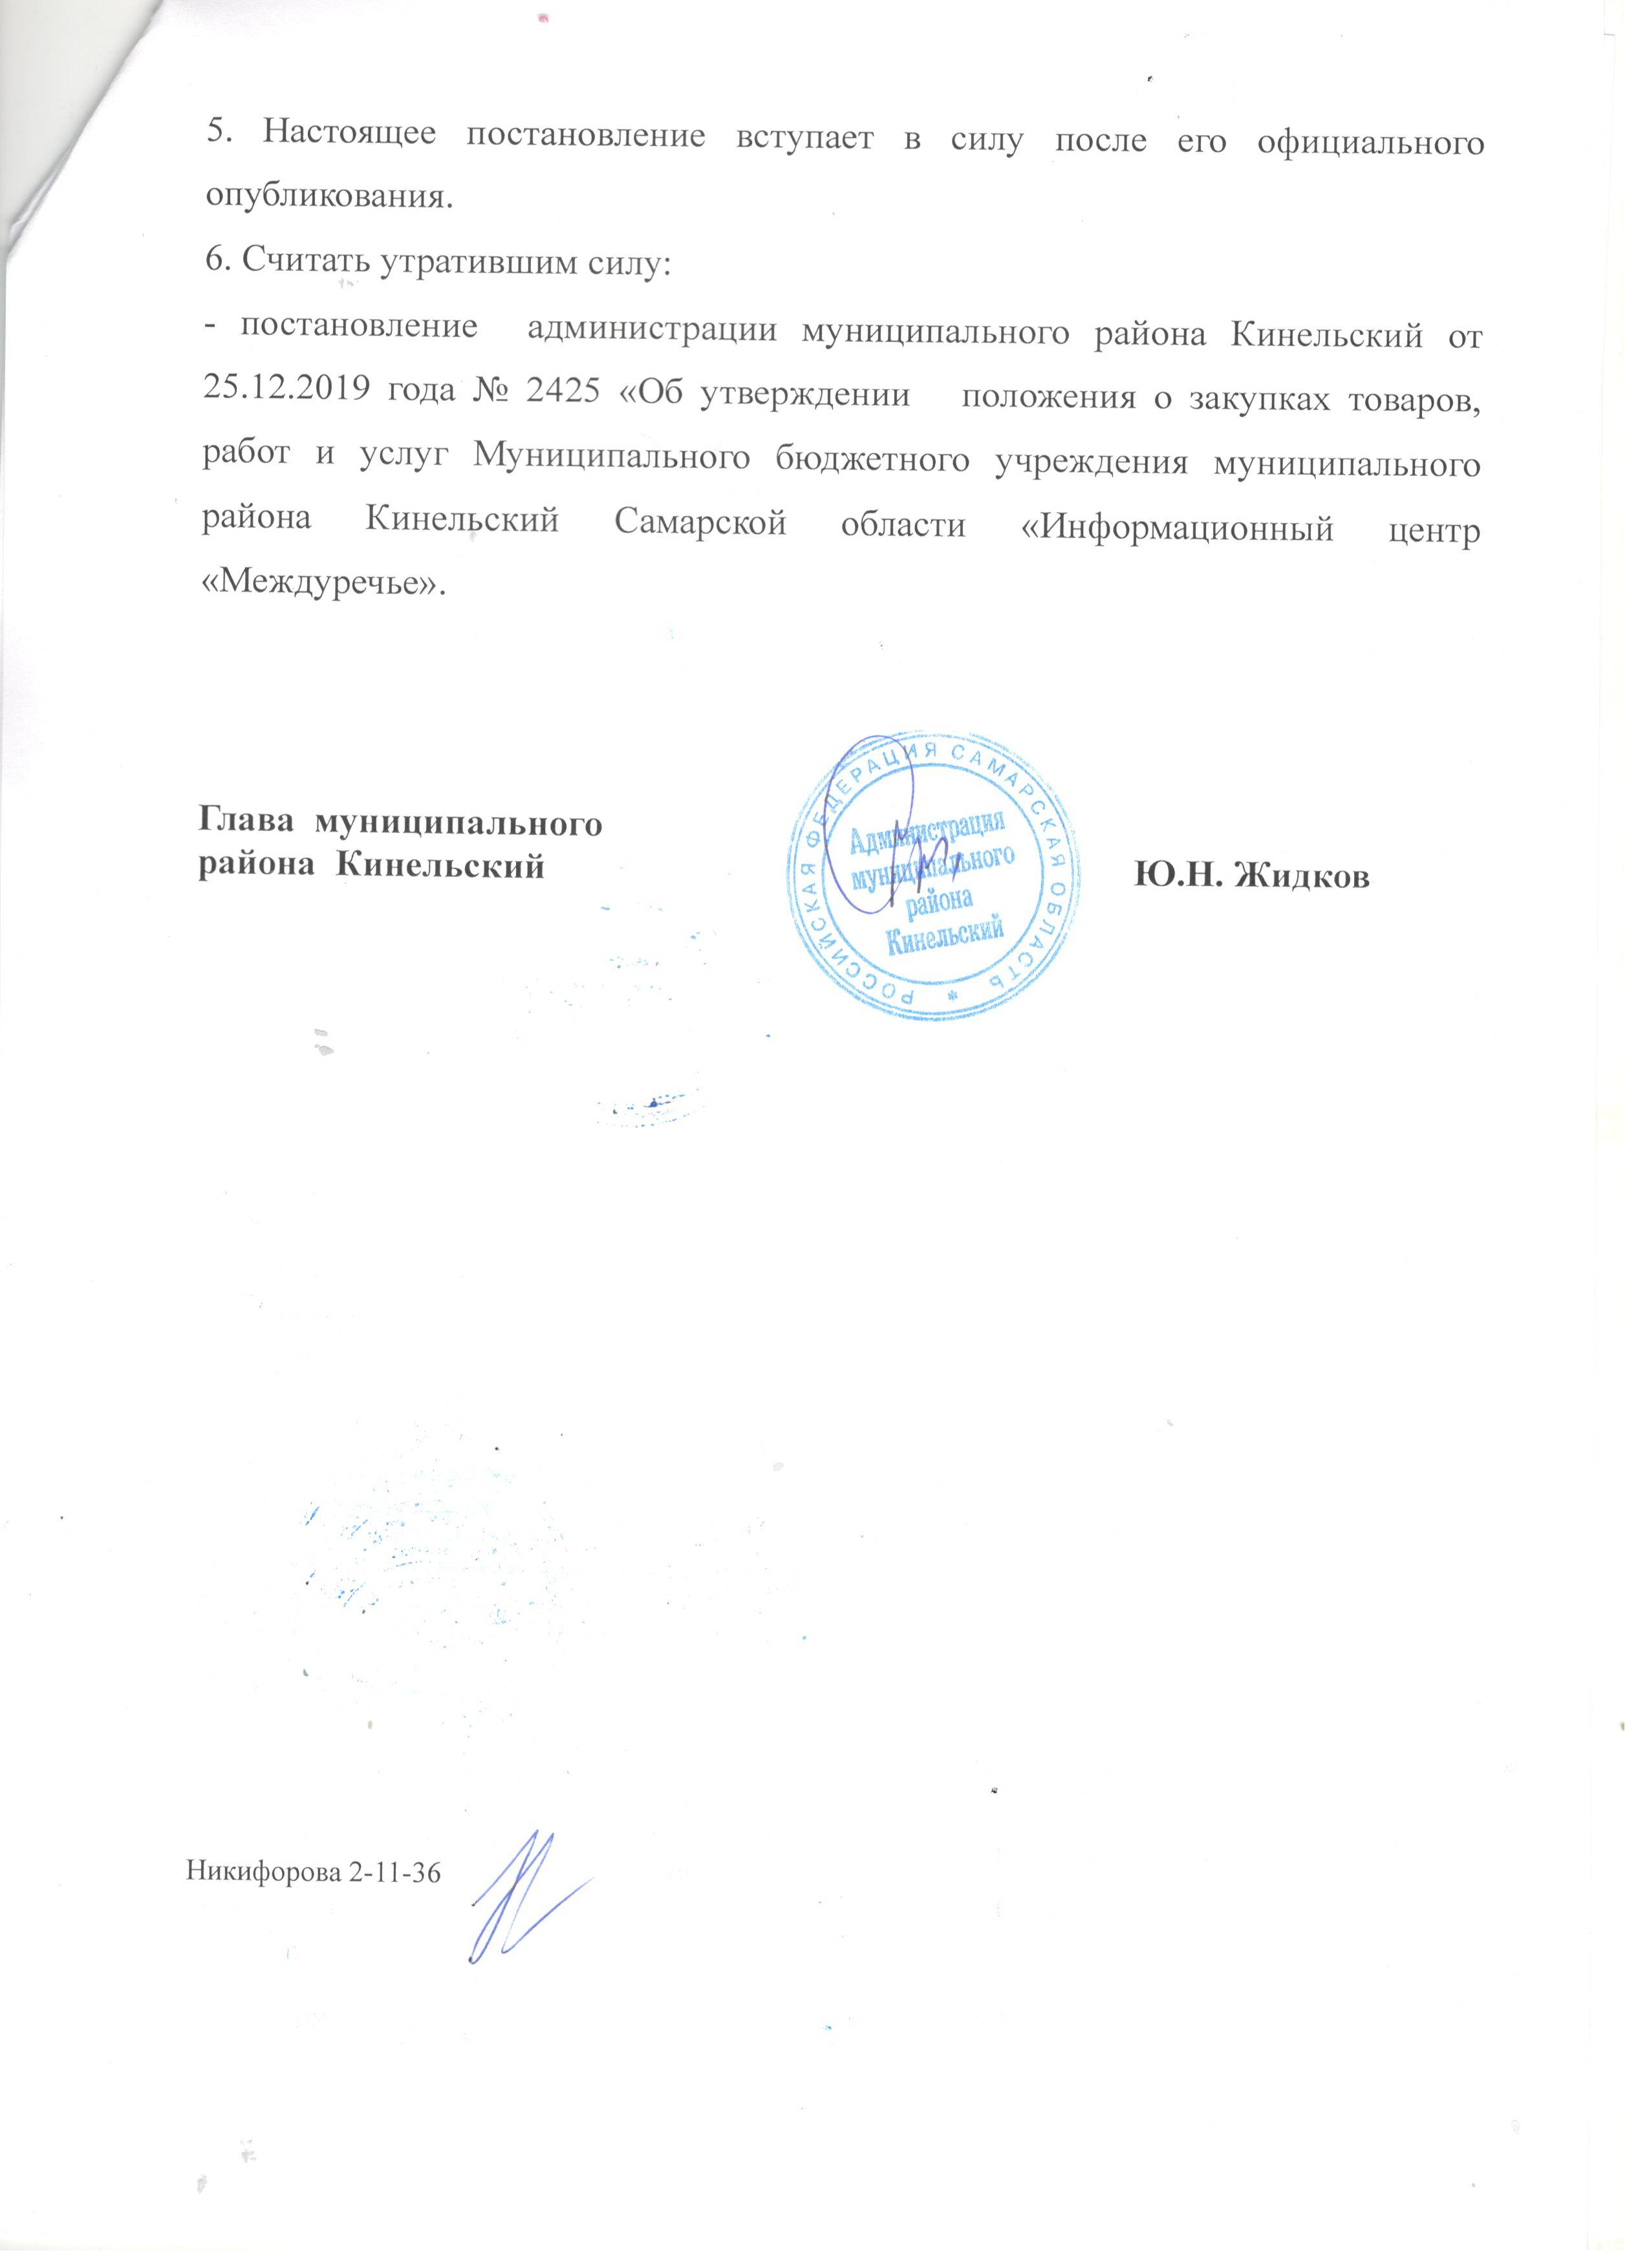 5. Настоящее постановление вступает в силу после его официального
опубликования.
6. Считать утратившим силу:
- постановление администрации муниципального района Кинельский от
25.12.2019 года № 2425 «Об утверждении положения о закупках товаров,
работ и услуг Муниципального бюджетного учреждения муниципального
района Кинельский Самарской области «Информационный центр
«Междуречье».
Глава муниципального
района Кинельский
РОССИЙСКАЯ ФЕДЕРАЦИЯ САМАРСКАЯ ОБЛАСТЬ *
Администрация
муниципального
района
Кинельский
Ю.Н. Жидков
Никифорова 2-11-36